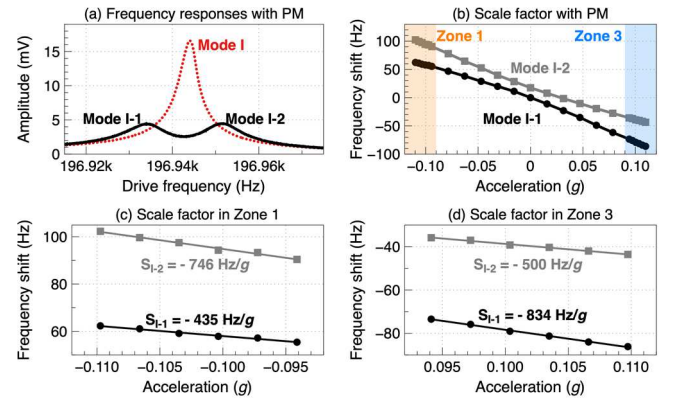 (a) Frequency responses with PM
Amplitude (mV)
15
10
5
0
Mode I
Mode I-1
Mode I-2
196.92k 196.94k 196.96k
Drive frequency (Hz)
(b) Scale factor with PM
Frequency shift (Hz)
100
50
0
−50
−100
Zone 1
Zone 3
Mode I-2
Mode I-1
−0.10 −0.05 0 0.05 0.10
Acceleration (g)
(c) Scale factor in Zone 1
Frequency shift (Hz)
100
80
60
S_I-2 = - 746 Hz/g
S_I-1 = - 435 Hz/g
−0.110 −0.105 −0.100 −0.095
Acceleration (g)
(d) Scale factor in Zone 3
Frequency shift (Hz)
−40
−60
−80
S_I-2 = - 500 Hz/g
S_I-1 = - 834 Hz/g
0.095 0.100 0.105 0.110
Acceleration (g)